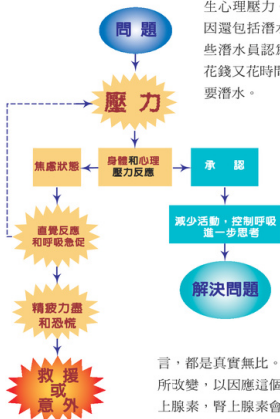 生心理壓力
因還包括潛水
些潛水員認為
花錢又花時間
要潛水。
問題
壓力
焦慮狀態
身體和心理
壓力反應
承認
直覺反應
和呼吸急促
減少活動，控制呼吸
進一步思考
精疲力盡
和恐慌
解決問題
救援
或
意外
言，都是真實無比。
所改變，以因應這個
上腺素，腎上腺素會